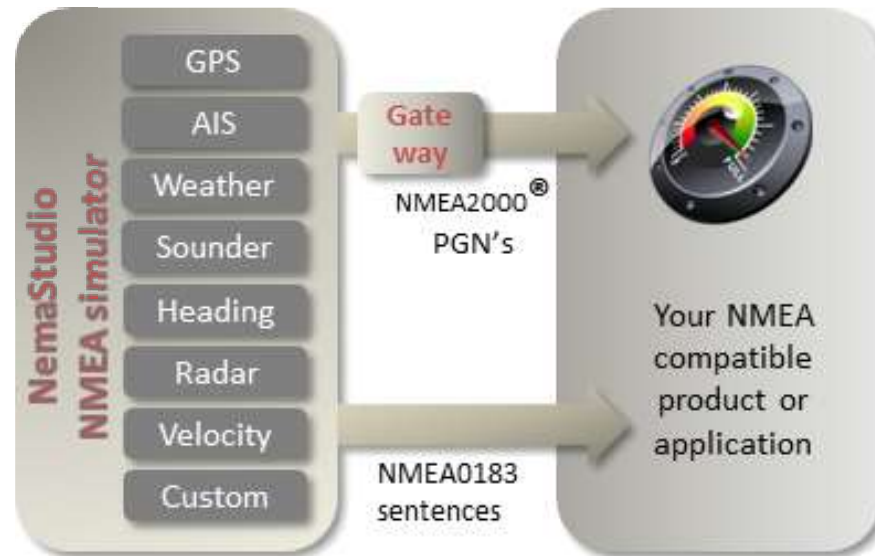 NemaStudio
NMEA simulator
GPS
AIS
Weather
Sounder
Heading
Radar
Velocity
Custom
Gate
way
NMEA2000®
PGN's
NMEA0183
sentences
Your NMEA
compatible
product or
application